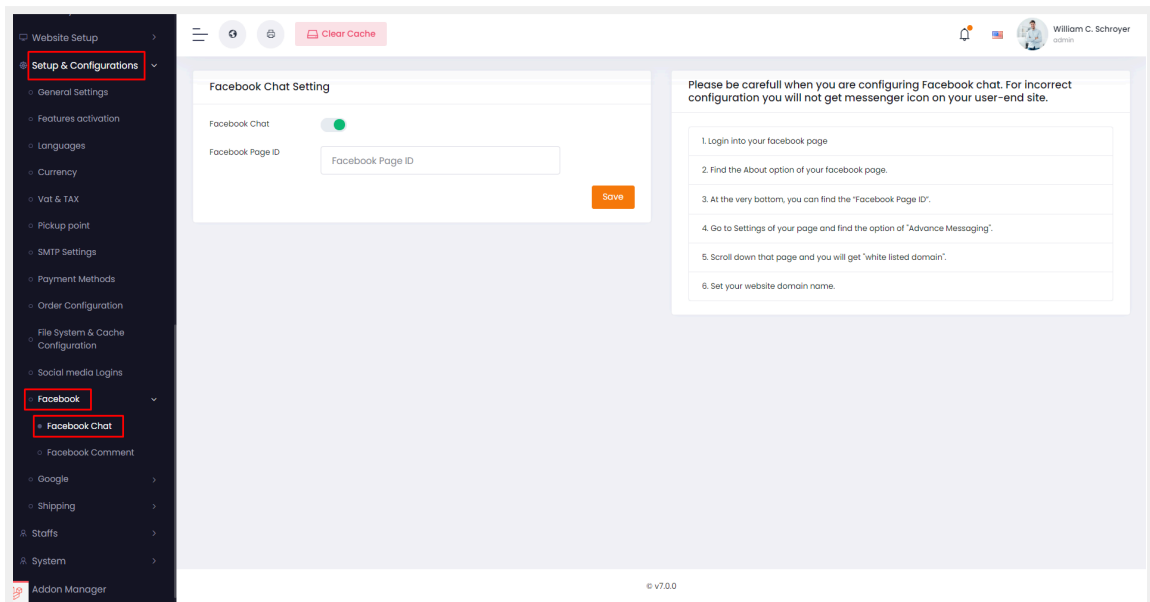 Website Setup
Setup & Configurations
General Settings
Features activation
Languages
Currency
Vat & TAX
Pickup point
SMTP Settings
Payment Methods
Order Configuration
File System & Cache
Configuration
Social media Logins
Facebook
Facebook Chat
Facebook Comment
Google
Shipping
Staffs
System
Addon Manager
Clear Cache
William C. Schroyer
admin
Facebook Chat Setting
Facebook Chat
Facebook Page ID
Facebook Page ID
Save
Please be carefull when you are configuring Facebook chat. For incorrect
configuration you will not get messenger icon on your user-end site.
1. Login into your facebook page
2. Find the About option of your facebook page.
3. At the very bottom, you can find the "Facebook Page ID".
4. Go to Settings of your page and find the option of "Advance Messaging".
5. Scroll down that page and you will get "white listed domain".
6. Set your website domain name.
© v7.0.0